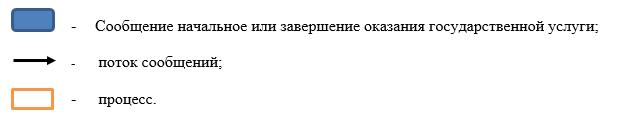 - Сообщение начальное или завершение оказания государственной услуги;
- поток сообщений;
- процесс.